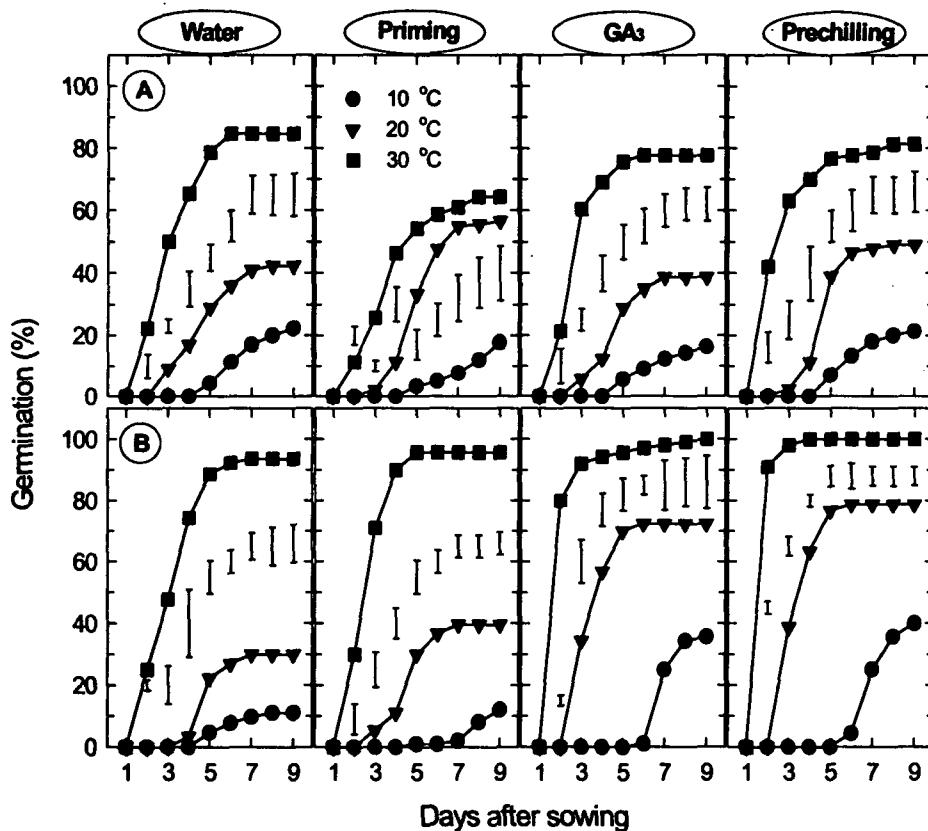 Water Priming GA3 Prechilling
A
100
80
60
40
20
0
10 °C
20 °C
30 °C
B
100
80
60
40
20
0
Germination (%)
1 3 5 7 9 1 3 5 7 9 1 3 5 7 9 1 3 5 7 9
Days after sowing